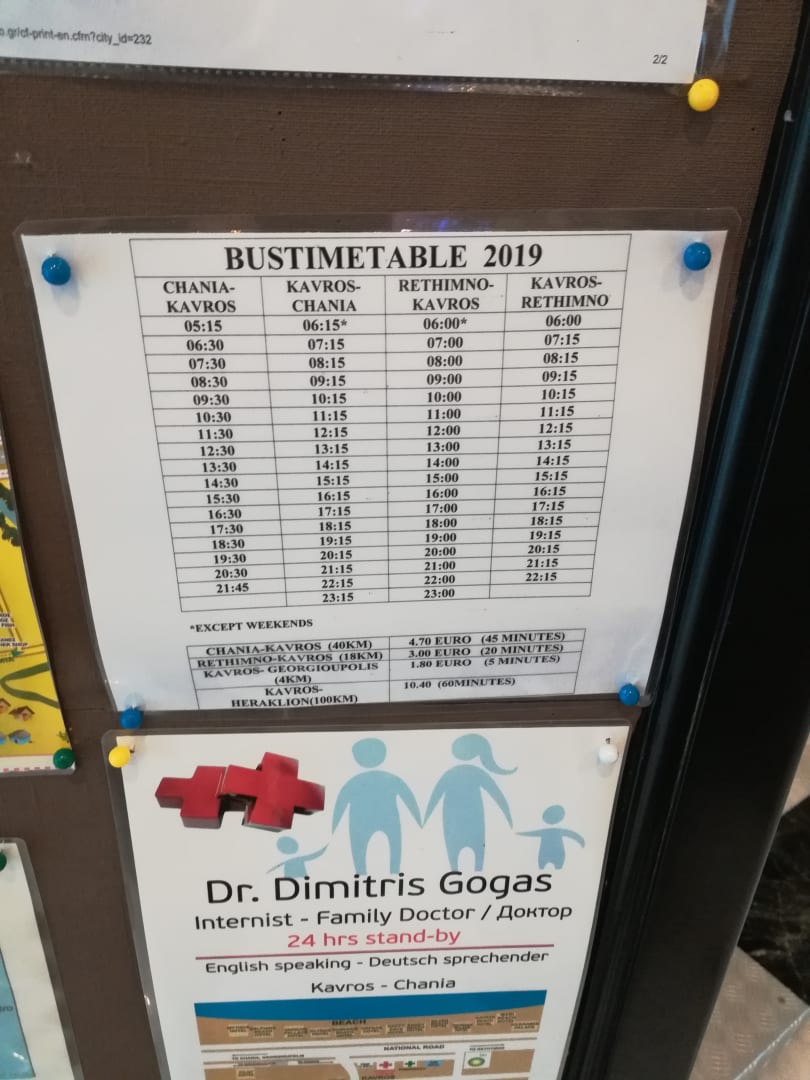 o.gr/cf-print-en.cfm?city_id=232
2/2
BUSTIMETABLE 2019
CHANIA-KAVROS KAVROS-CHANIA RETHIMNO-KAVROS KAVROS-RETHIMNO
05:15 06:15* 06:00* 06:00
06:30 07:15 07:00 07:15
07:30 08:15 08:00 08:15
08:30 09:15 09:00 09:15
09:30 10:15 10:00 10:15
10:30 11:15 11:00 11:15
11:30 12:15 12:00 12:15
12:30 13:15 13:00 13:15
13:30 14:15 14:00 14:15
14:30 15:15 15:00 15:15
15:30 16:15 16:00 16:15
16:30 17:15 17:00 17:15
17:30 18:15 18:00 18:15
18:30 19:15 19:00 19:15
19:30 20:15 20:00 20:15
20:30 21:15 21:00 21:15
21:45 22:15 22:00 22:15
23:15 23:00
*EXCEPT WEEKENDS
CHANIA-KAVROS (40KM) 4.70 EURO (45 MINUTES)
RETHIMNO-KAVROS (18KM) 3.00 EURO (20 MINUTES)
KAVROS- GEORGIOUPOLIS (4KM) 1.80 EURO (5 MINUTES)
KAVROS-HERAKLION(100KM) 10.40 (60MINUTES)
Dr. Dimitris Gogas
Internist - Family Doctor / Доктор
24 hrs stand-by
English speaking - Deutsch sprechender
Kavros - Chania
BEACH
NATIONAL ROAD
KAVROS